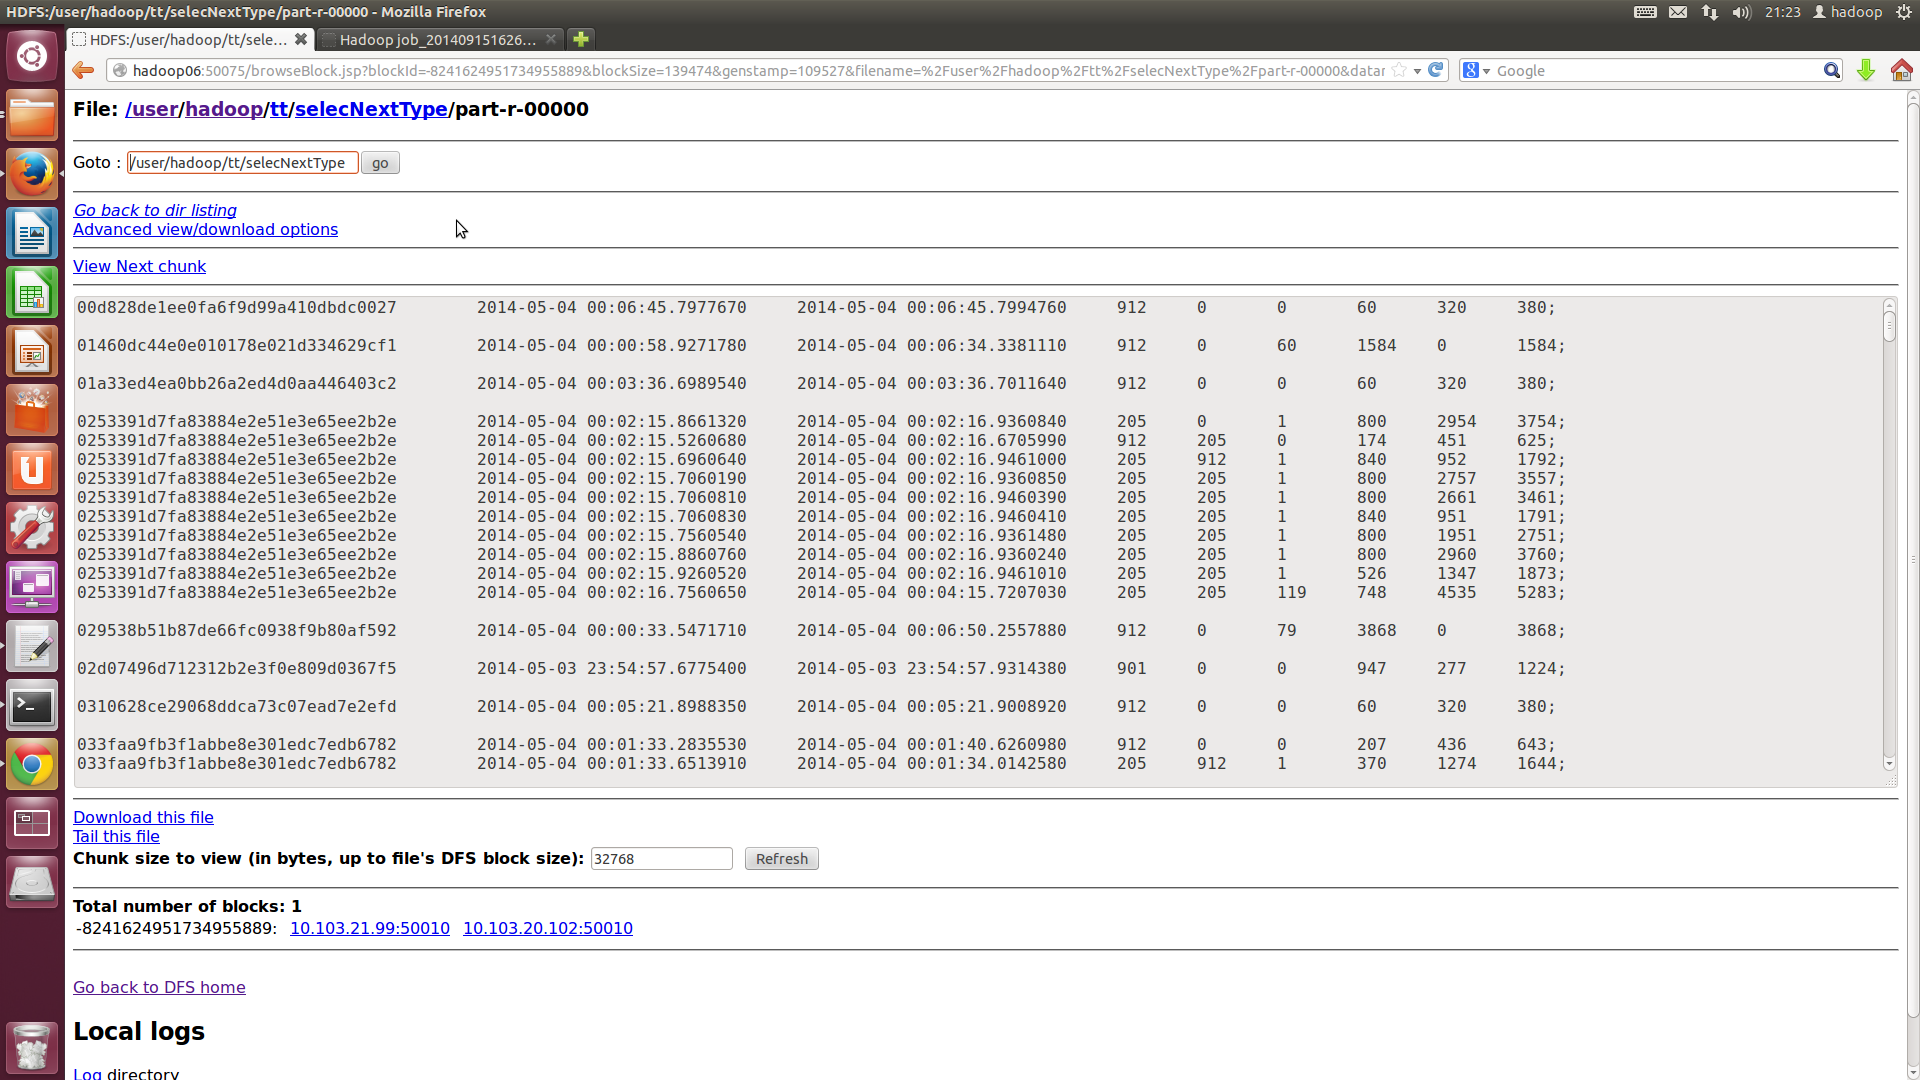 HDFS:/user/hadoop/tt/selecNextType/part-r-00000 - Mozilla Firefox
21:23
hadoop
HDFS:/user/hadoop/tt/sele...
Hadoop job_201409151626...
hadoop06:50075/browseBlock.jsp?blockId=-8241624951734955889&blockSize=139474&genstamp=109527&filename=%2Fuser%2Fhadoop%2Ftt%2FselecNextType%2Fpart-r-00000&datar
Google
File: /user/hadoop/tt/selecNextType/part-r-00000
Goto : /user/hadoop/tt/selecNextType go
Go back to dir listing
Advanced view/download options
View Next chunk
00d828de1ee0fa6f9d99a410dbdc0027 2014-05-04 00:06:45.7977670 2014-05-04 00:06:45.7994760 912 0 0 60 320 380;
01460dc44e0e010178e021d334629cf1 2014-05-04 00:00:58.9271780 2014-05-04 00:06:34.3381110 912 0 60 1584 0 1584;
01a33ed4ea0bb26a2ed4d0aa446403c2 2014-05-04 00:03:36.6989540 2014-05-04 00:03:36.7011640 912 0 0 60 320 380;
0253391d7fa83884e2e51e3e65ee2b2e 2014-05-04 00:02:15.8661320 2014-05-04 00:02:16.9360840 205 0 1 800 2954 3754;
0253391d7fa83884e2e51e3e65ee2b2e 2014-05-04 00:02:15.5260680 2014-05-04 00:02:16.6705990 912 205 0 174 451 625;
0253391d7fa83884e2e51e3e65ee2b2e 2014-05-04 00:02:15.6960640 2014-05-04 00:02:16.9461000 205 912 1 840 952 1792;
0253391d7fa83884e2e51e3e65ee2b2e 2014-05-04 00:02:15.7060190 2014-05-04 00:02:16.9360850 205 205 1 800 2757 3557;
0253391d7fa83884e2e51e3e65ee2b2e 2014-05-04 00:02:15.7060810 2014-05-04 00:02:16.9460390 205 205 1 800 2661 3461;
0253391d7fa83884e2e51e3e65ee2b2e 2014-05-04 00:02:15.7060830 2014-05-04 00:02:16.9460410 205 205 1 840 951 1791;
0253391d7fa83884e2e51e3e65ee2b2e 2014-05-04 00:02:15.7560540 2014-05-04 00:02:16.9361480 205 205 1 800 1951 2751;
0253391d7fa83884e2e51e3e65ee2b2e 2014-05-04 00:02:15.8860760 2014-05-04 00:02:16.9360240 205 205 1 800 2960 3760;
0253391d7fa83884e2e51e3e65ee2b2e 2014-05-04 00:02:15.9260520 2014-05-04 00:02:16.9461010 205 205 1 526 1347 1873;
0253391d7fa83884e2e51e3e65ee2b2e 2014-05-04 00:02:16.7560650 2014-05-04 00:04:15.7207030 205 205 119 748 4535 5283;
029538b51b87de66fc0938f9b80af592 2014-05-04 00:00:33.5471710 2014-05-04 00:06:50.2557880 912 0 79 3868 0 3868;
02d07496d712312b2e3f0e809d0367f5 2014-05-03 23:54:57.6775400 2014-05-03 23:54:57.9314380 901 0 0 947 277 1224;
0310628ce29068ddca73c07ead7e2efd 2014-05-04 00:05:21.8988350 2014-05-04 00:05:21.9008920 912 0 0 60 320 380;
033faa9fb3f1abbe8e301edc7edb6782 2014-05-04 00:01:33.2835530 2014-05-04 00:01:40.6260980 912 0 0 207 436 643;
033faa9fb3f1abbe8e301edc7edb6782 2014-05-04 00:01:33.6513910 2014-05-04 00:01:34.0142580 205 912 1 370 1274 1644;
Download this file
Tail this file
Chunk size to view (in bytes, up to file's DFS block size): 32768 Refresh
Total number of blocks: 1
-8241624951734955889: 10.103.21.99:50010 10.103.20.102:50010
Go back to DFS home
Local logs
Log directory